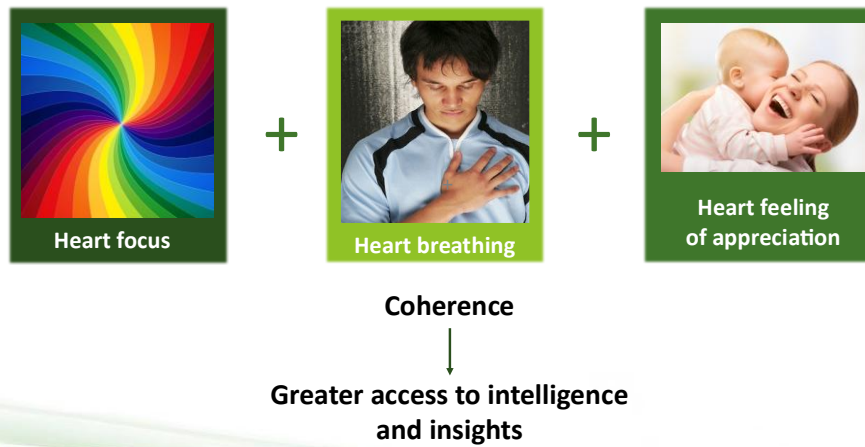 +
+
Heart focus
Heart breathing
Heart feeling
of appreciation
Coherence
Greater access to intelligence
and insights